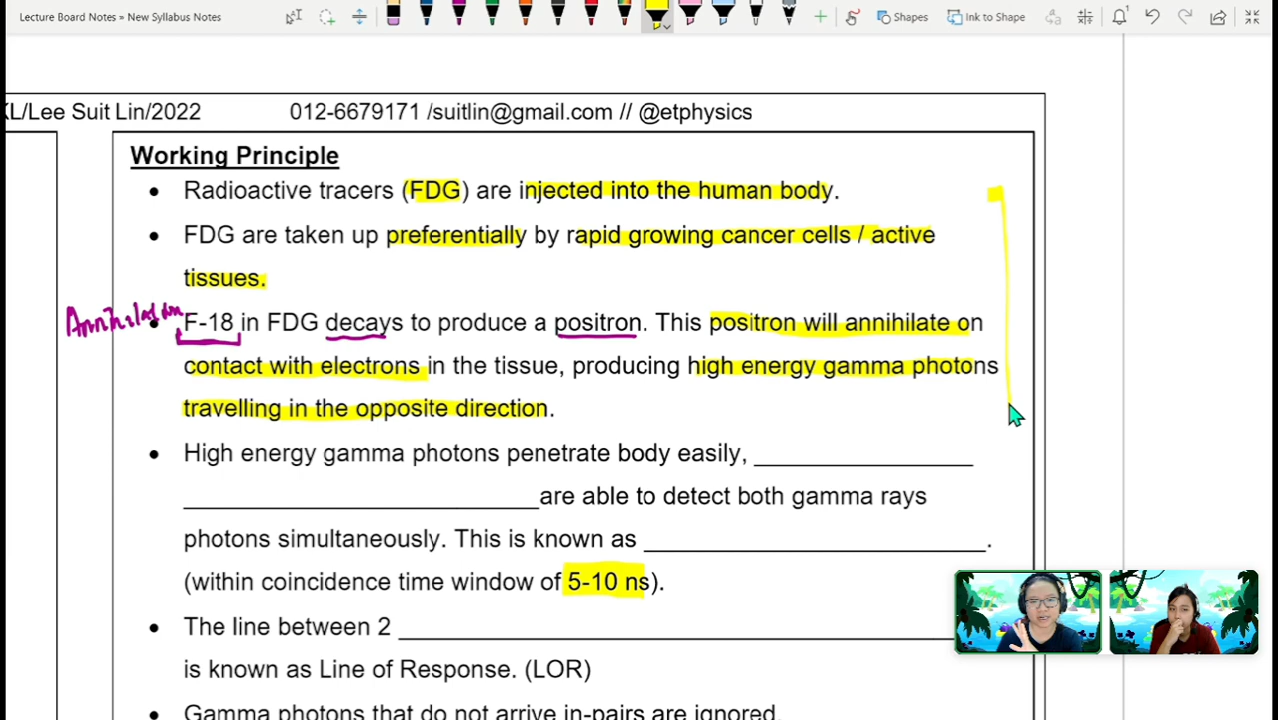 Lecture Board Notes » New Syllabus Notes
Shapes
Ink to Shape
KL/Lee Suit Lin/2022 012-6679171 /suitlin@gmail.com // @etphysics
Working Principle
• Radioactive tracers (FDG) are injected into the human body.
• FDG are taken up preferentially by rapid growing cancer cells / active
tissues.
Annihilation
• F-18 in FDG decays to produce a positron. This positron will annihilate on
contact with electrons in the tissue, producing high energy gamma photons
travelling in the opposite direction.
• High energy gamma photons penetrate body easily, ________________
__________________________are able to detect both gamma rays
photons simultaneously. This is known as _________________________.
(within coincidence time window of 5-10 ns).
• The line between 2 ________________________________________
is known as Line of Response. (LOR)
• Gamma photons that do not arrive in-pairs are ignored.